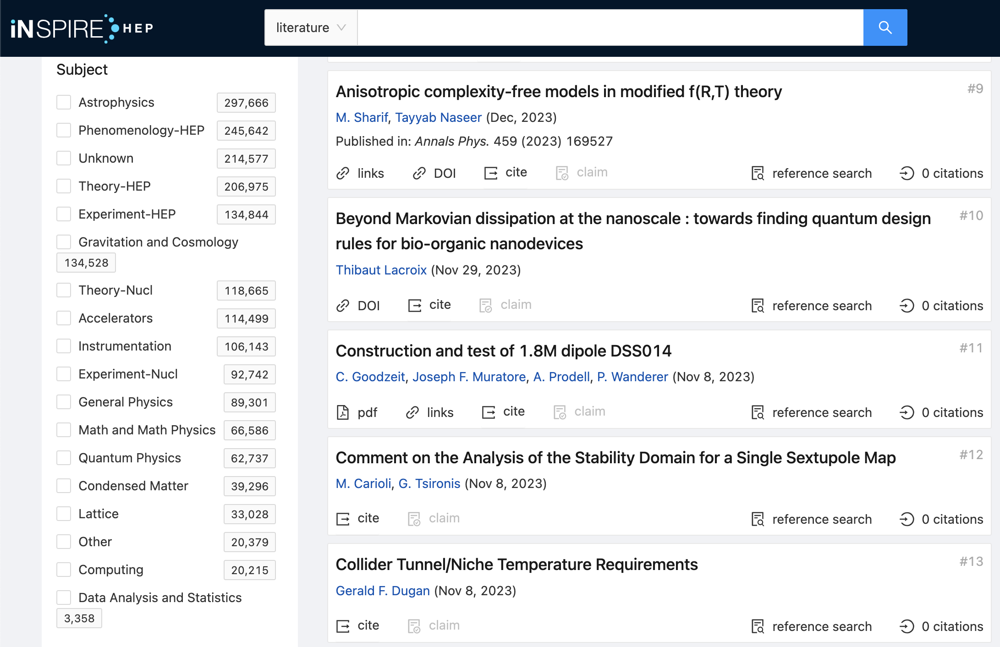 iNSPIRE HEP
literature
Subject
Astrophysics 297,666
Phenomenology-HEP 245,642
Unknown 214,577
Theory-HEP 206,975
Experiment-HEP 134,844
Gravitation and Cosmology
134,528
Theory-Nucl 118,665
Accelerators 114,499
Instrumentation 106,143
Experiment-Nucl 92,742
General Physics 89,301
Math and Math Physics 66,586
Quantum Physics 62,737
Condensed Matter 39,296
Lattice 33,028
Other 20,379
Computing 20,215
Data Analysis and Statistics
3,358
Anisotropic complexity-free models in modified f(R,T) theory #9
M. Sharif, Tayyab Naseer (Dec, 2023)
Published in: Annals Phys. 459 (2023) 169527
links DOI cite claim reference search 0 citations
Beyond Markovian dissipation at the nanoscale : towards finding quantum design #10
rules for bio-organic nanodevices
Thibaut Lacroix (Nov 29, 2023)
DOI cite claim reference search 0 citations
Construction and test of 1.8M dipole DSS014 #11
C. Goodzeit, Joseph F. Muratore, A. Prodell, P. Wanderer (Nov 8, 2023)
pdf links cite claim reference search 0 citations
Comment on the Analysis of the Stability Domain for a Single Sextupole Map #12
M. Carioli, G. Tsironis (Nov 8, 2023)
cite claim reference search 0 citations
Collider Tunnel/Niche Temperature Requirements #13
Gerald F. Dugan (Nov 8, 2023)
cite claim reference search 0 citations